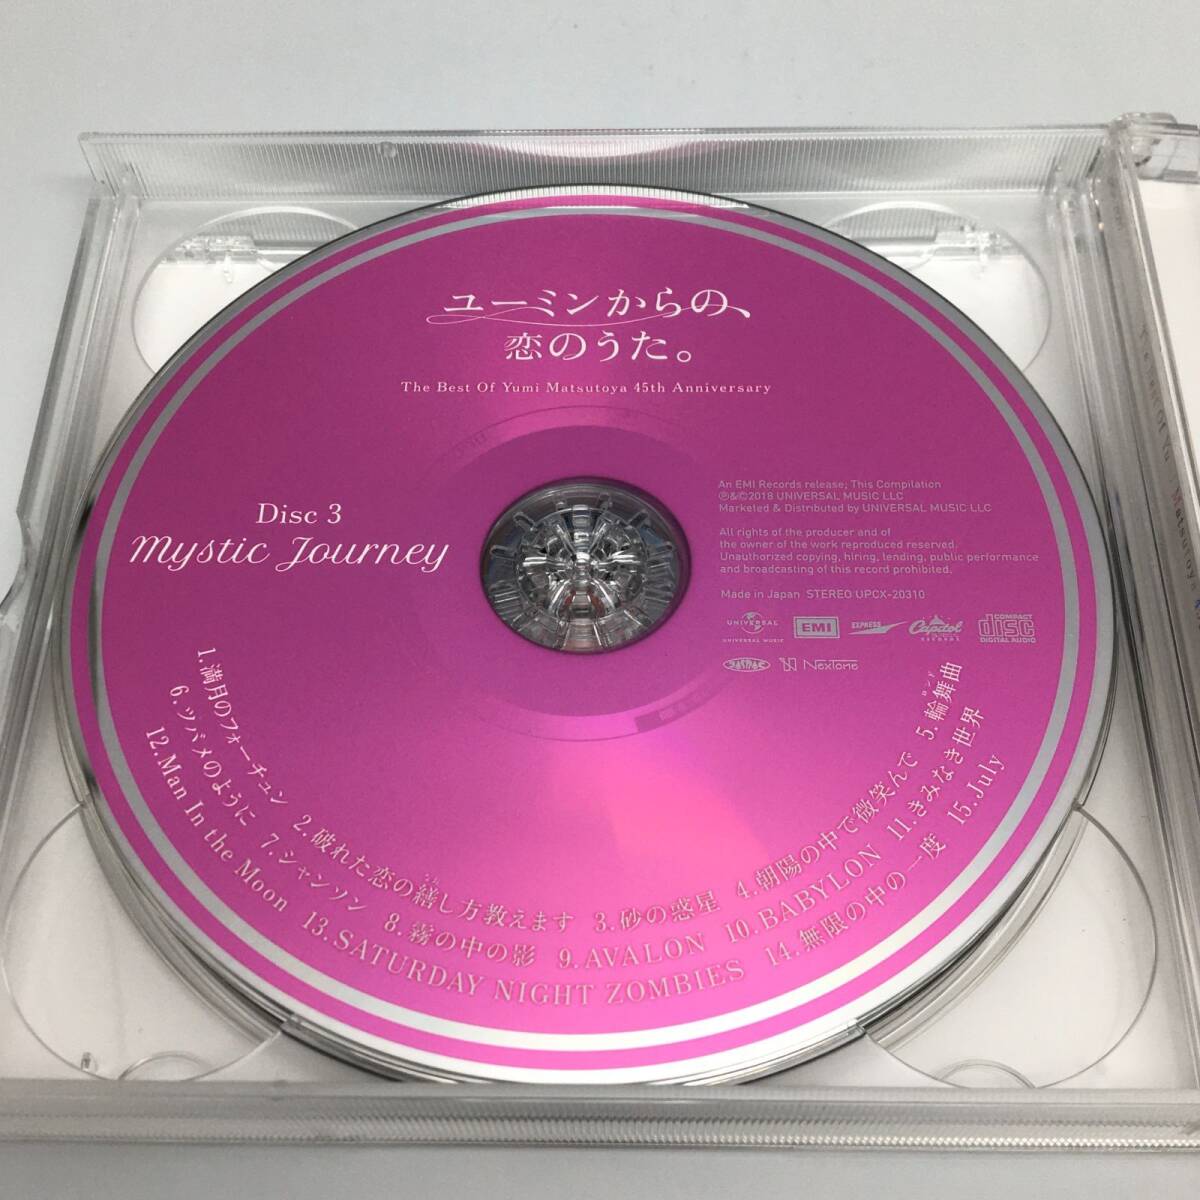 ユーミンからの、
恋のうた。
The Best Of Yumi Matsutoya 45th Anniversary
Disc 3
Mystic Journey
An EMI Records release; This Compilation
℗&©2018 UNIVERSAL MUSIC LLC
Marketed & Distributed by UNIVERSAL MUSIC LLC
All rights of the producer and of
the owner of the work reproduced reserved.
Unauthorized copying, hiring, lending, public performance
and broadcasting of this record prohibited.
Made in Japan STEREO UPCX-20310
UNIVERSAL
UNIVERSAL MUSIC
EMI
EXPRESS
Capitol
RECORDS
COMPACT
disc
DIGITAL AUDIO
JASRAC
NexTone
1.満月のフォーチュン 2.破れた恋の繕し方教えます 3.砂の惑星 4.朝陽の中で微笑んで 5.輪舞曲
ロンド
6.ツバメのように 7.シャンソン 8.霧の中の影 9.AVALON 10.BABYLON 11.きみなき世界
12.Man In the Moon 13.SATURDAY NIGHT ZOMBIES 14.無限の中の一度 15.July